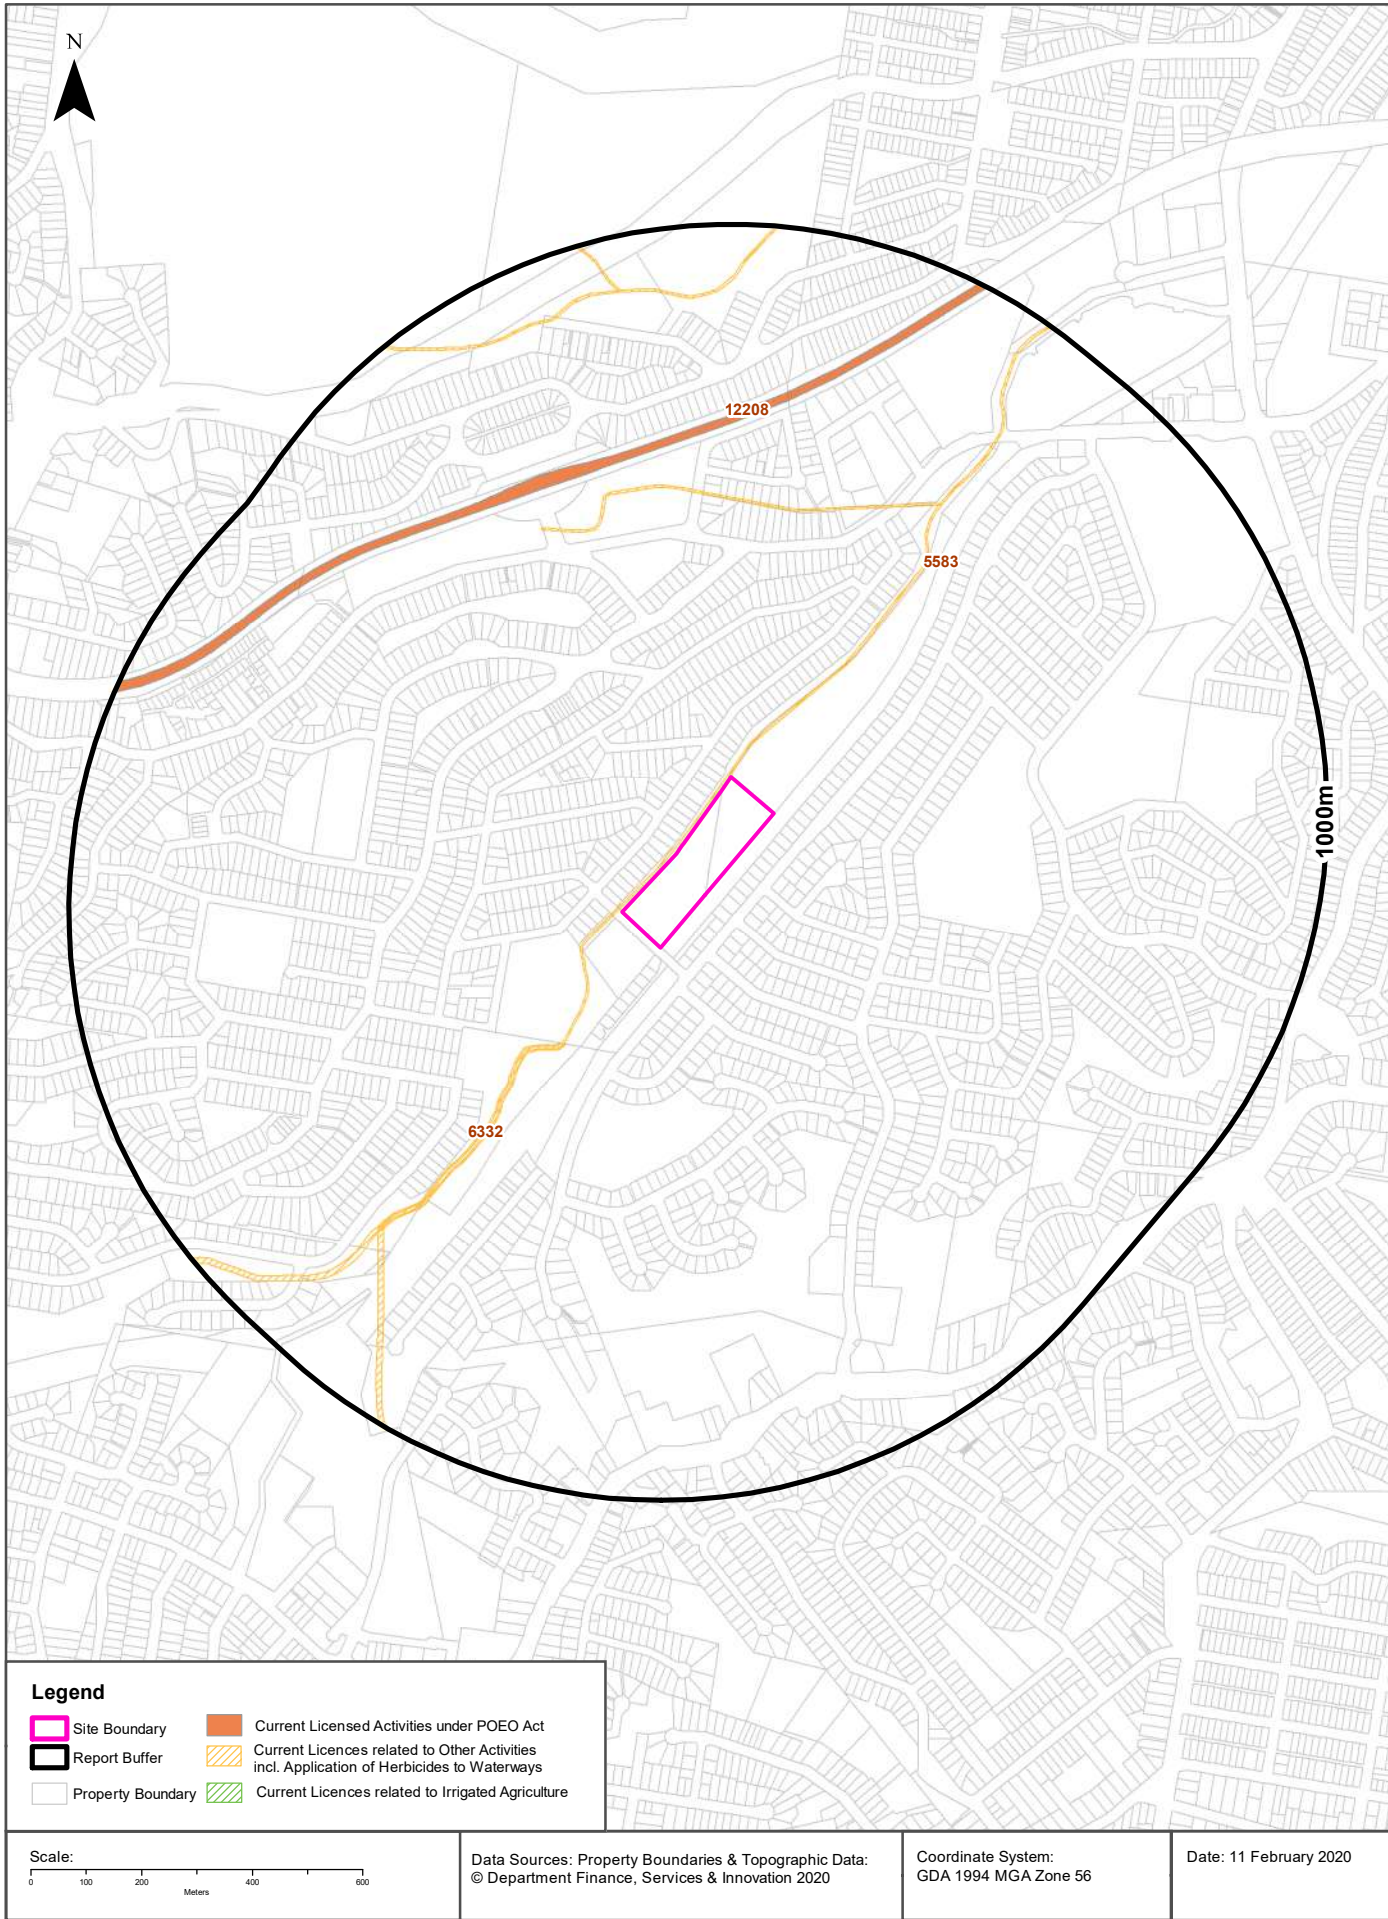 N
12208
5583
1000m
6332
Legend
Site Boundary
Report Buffer
Property Boundary
Current Licensed Activities under POEO Act
Current Licences related to Other Activities
incl. Application of Herbicides to Waterways
Current Licences related to Irrigated Agriculture
Scale:
0 100 200 400 600
Meters
Data Sources: Property Boundaries & Topographic Data:
© Department Finance, Services & Innovation 2020
Coordinate System:
GDA 1994 MGA Zone 56
Date: 11 February 2020